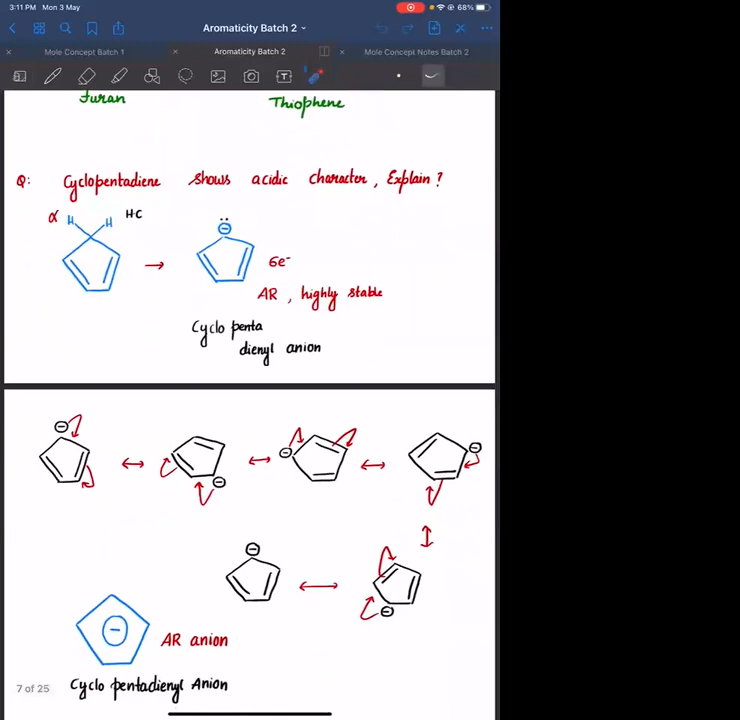 3:11 PM Mon 3 May
68%
Aromaticity Batch 2
Mole Concept Batch 1
Aromaticity Batch 2
Mole Concept Notes Batch 2
T
Furan
Thiophene
Q: Cyclopentadiene shows acidic character, Explain?
α H H H·C
⊖
6e⁻
AR, highly stable
Cyclo penta
dienyl anion
⊖
⊖
⊖
⊖
⊖
⊖
−
AR anion
Cyclo pentadienyl Anion
7 of 25